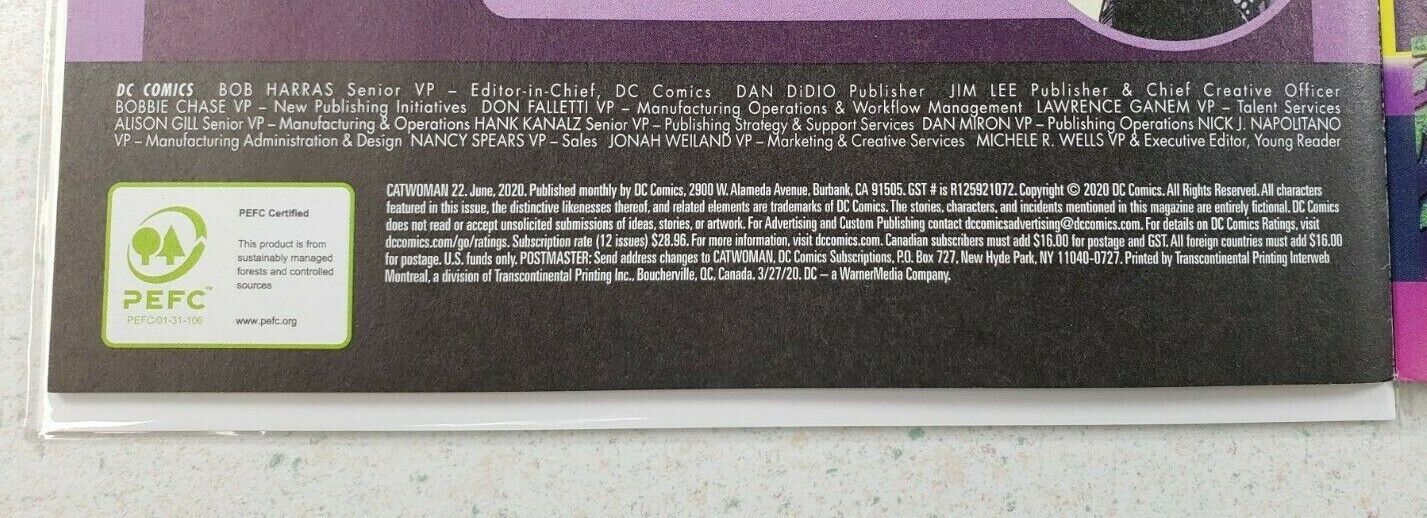 DC COMICS BOB HARRAS Senior VP – Editor-in-Chief, DC Comics DAN DiDIO Publisher JIM LEE Publisher & Chief Creative Officer
BOBBIE CHASE VP – New Publishing Initiatives DON FALLETTI VP – Manufacturing Operations & Workflow Management LAWRENCE GANEM VP – Talent Services
ALISON GILL Senior VP – Manufacturing & Operations HANK KANALZ Senior VP – Publishing Strategy & Support Services DAN MIRON VP – Publishing Operations NICK J. NAPOLITANO
VP – Manufacturing Administration & Design NANCY SPEARS VP – Sales JONAH WEILAND VP – Marketing & Creative Services MICHELE R. WELLS VP & Executive Editor, Young Reader
PEFC™
PEFC/01-31-106
PEFC Certified
This product is from
sustainably managed
forests and controlled
sources
www.pefc.org
CATWOMAN 22. June, 2020. Published monthly by DC Comics, 2900 W. Alameda Avenue, Burbank, CA 91505. GST # is R125921072. Copyright © 2020 DC Comics. All Rights Reserved. All characters
featured in this issue, the distinctive likenesses thereof, and related elements are trademarks of DC Comics. The stories, characters, and incidents mentioned in this magazine are entirely fictional. DC Comics
does not read or accept unsolicited submissions of ideas, stories, or artwork. For Advertising and Custom Publishing contact dccomicsadvertising@dccomics.com. For details on DC Comics Ratings, visit
dccomics.com/go/ratings. Subscription rate (12 issues) $28.96. For more information, visit dccomics.com. Canadian subscribers must add $16.00 for postage and GST. All foreign countries must add $16.00
for postage. U.S. funds only. POSTMASTER: Send address changes to CATWOMAN, DC Comics Subscriptions, P.O. Box 727, New Hyde Park, NY 11040-0727. Printed by Transcontinental Printing Interweb
Montreal, a division of Transcontinental Printing Inc., Boucherville, QC, Canada. 3/27/20. DC – a WarnerMedia Company.